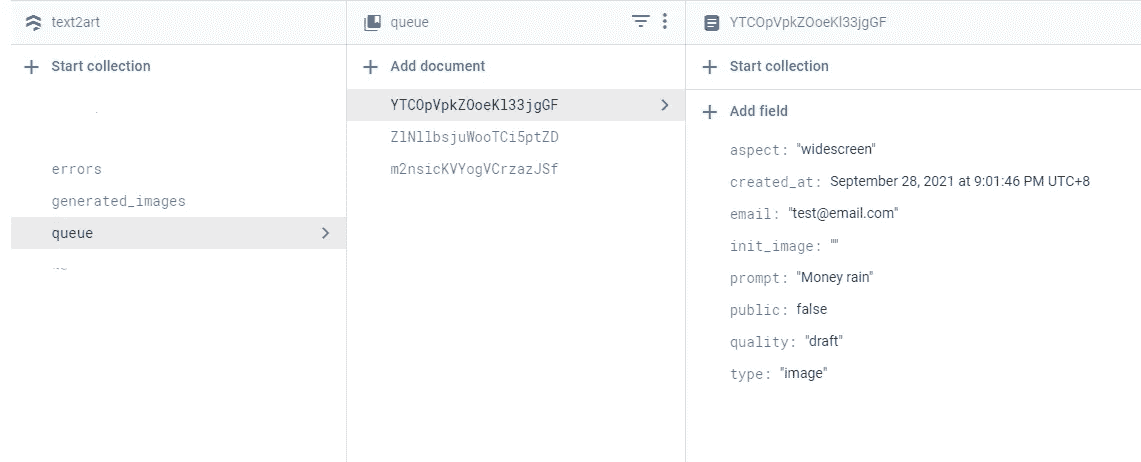 text2art
Start collection
errors
generated_images
queue
queue
Add document
YTCOpVpkZOoeKl33jgGF
ZlNllbsjuWooTCi5ptZD
m2nsicKVYogVCrzazJSf
YTCOpVpkZOoeKl33jgGF
Start collection
Add field
aspect: "widescreen"
created_at: September 28, 2021 at 9:01:46 PM UTC+8
email: "test@email.com"
init_image: ""
prompt: "Money rain"
public: false
quality: "draft"
type: "image"